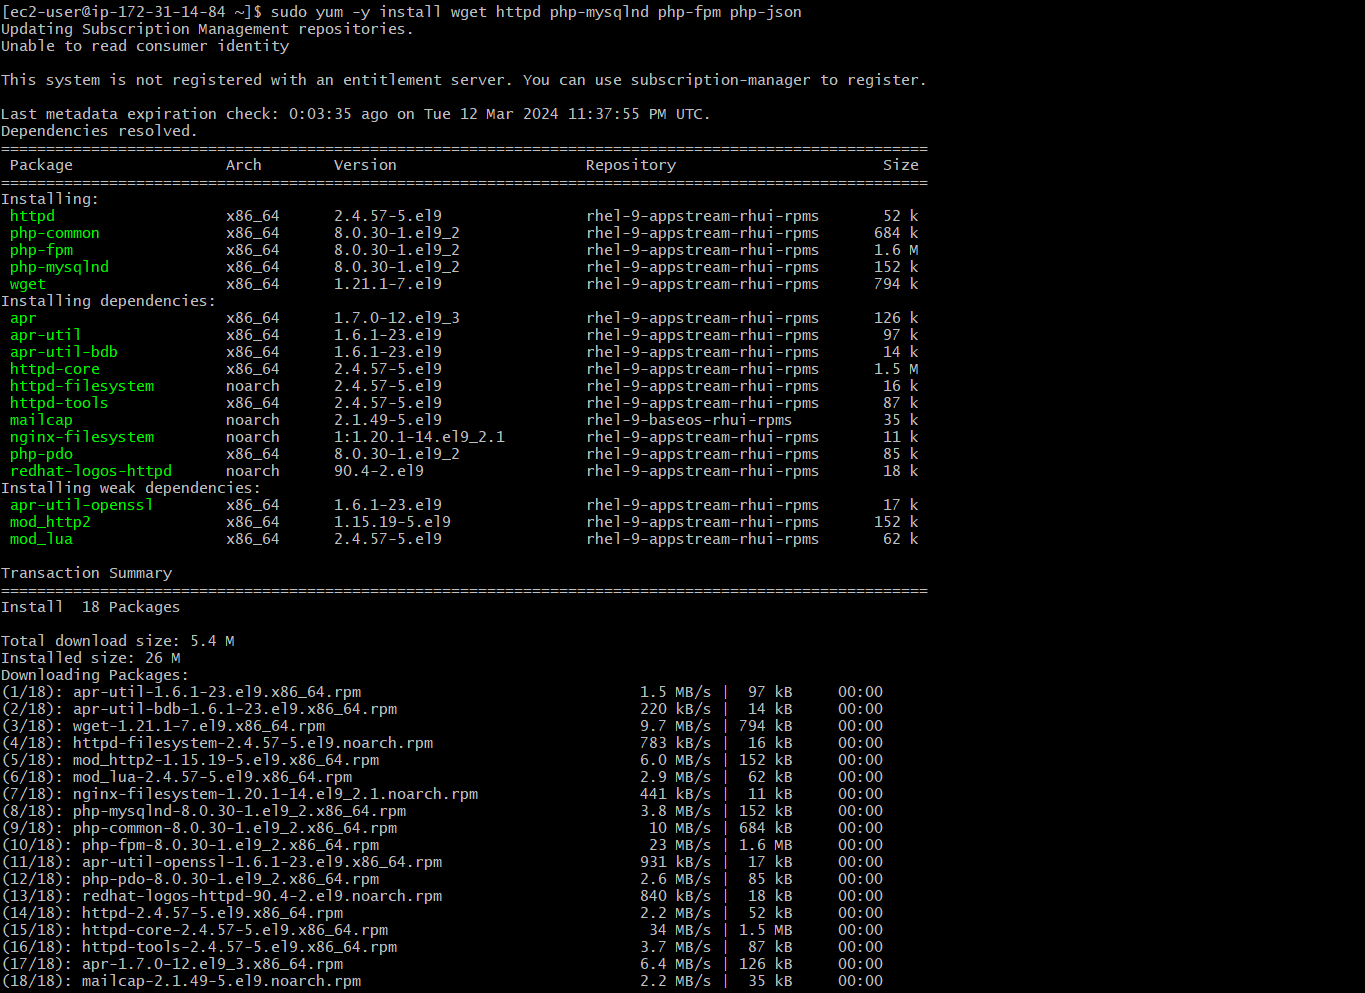 [ec2-user@ip-172-31-14-84 ~]$ sudo yum -y install wget httpd php-mysqlnd php-fpm php-json
Updating Subscription Management repositories.
Unable to read consumer identity

This system is not registered with an entitlement server. You can use subscription-manager to register.

Last metadata expiration check: 0:03:35 ago on Tue 12 Mar 2024 11:37:55 PM UTC.
Dependencies resolved.
=======================================================================================================
 Package                 Arch        Version                     Repository                       Size
=======================================================================================================
Installing:
 httpd                   x86_64      2.4.57-5.el9                rhel-9-appstream-rhui-rpms      52 k
 php-common              x86_64      8.0.30-1.el9_2              rhel-9-appstream-rhui-rpms     684 k
 php-fpm                 x86_64      8.0.30-1.el9_2              rhel-9-appstream-rhui-rpms     1.6 M
 php-mysqlnd             x86_64      8.0.30-1.el9_2              rhel-9-appstream-rhui-rpms     152 k
 wget                    x86_64      1.21.1-7.el9                rhel-9-appstream-rhui-rpms     794 k
Installing dependencies:
 apr                     x86_64      1.7.0-12.el9_3              rhel-9-appstream-rhui-rpms     126 k
 apr-util                x86_64      1.6.1-23.el9                rhel-9-appstream-rhui-rpms      97 k
 apr-util-bdb            x86_64      1.6.1-23.el9                rhel-9-appstream-rhui-rpms      14 k
 httpd-core              x86_64      2.4.57-5.el9                rhel-9-appstream-rhui-rpms     1.5 M
 httpd-filesystem        noarch      2.4.57-5.el9                rhel-9-appstream-rhui-rpms      16 k
 httpd-tools             x86_64      2.4.57-5.el9                rhel-9-appstream-rhui-rpms      87 k
 mailcap                 noarch      2.1.49-5.el9                rhel-9-baseos-rhui-rpms         35 k
 nginx-filesystem        noarch      1:1.20.1-14.el9_2.1         rhel-9-appstream-rhui-rpms      11 k
 php-pdo                 x86_64      8.0.30-1.el9_2              rhel-9-appstream-rhui-rpms      85 k
 redhat-logos-httpd      noarch      90.4-2.el9                  rhel-9-appstream-rhui-rpms      18 k
Installing weak dependencies:
 apr-util-openssl        x86_64      1.6.1-23.el9                rhel-9-appstream-rhui-rpms      17 k
 mod_http2               x86_64      1.15.19-5.el9               rhel-9-appstream-rhui-rpms     152 k
 mod_lua                 x86_64      2.4.57-5.el9                rhel-9-appstream-rhui-rpms      62 k

Transaction Summary
=======================================================================================================
Install  18 Packages

Total download size: 5.4 M
Installed size: 26 M
Downloading Packages:
(1/18): apr-util-1.6.1-23.el9.x86_64.rpm                               1.5 MB/s |  97 kB     00:00
(2/18): apr-util-bdb-1.6.1-23.el9.x86_64.rpm                           220 kB/s |  14 kB     00:00
(3/18): wget-1.21.1-7.el9.x86_64.rpm                                   9.7 MB/s | 794 kB     00:00
(4/18): httpd-filesystem-2.4.57-5.el9.noarch.rpm                       783 kB/s |  16 kB     00:00
(5/18): mod_http2-1.15.19-5.el9.x86_64.rpm                             6.0 MB/s | 152 kB     00:00
(6/18): mod_lua-2.4.57-5.el9.x86_64.rpm                                2.9 MB/s |  62 kB     00:00
(7/18): nginx-filesystem-1.20.1-14.el9_2.1.noarch.rpm                  441 kB/s |  11 kB     00:00
(8/18): php-mysqlnd-8.0.30-1.el9_2.x86_64.rpm                          3.8 MB/s | 152 kB     00:00
(9/18): php-common-8.0.30-1.el9_2.x86_64.rpm                            10 MB/s | 684 kB     00:00
(10/18): php-fpm-8.0.30-1.el9_2.x86_64.rpm                              23 MB/s | 1.6 MB     00:00
(11/18): apr-util-openssl-1.6.1-23.el9.x86_64.rpm                      931 kB/s |  17 kB     00:00
(12/18): php-pdo-8.0.30-1.el9_2.x86_64.rpm                             2.6 MB/s |  85 kB     00:00
(13/18): redhat-logos-httpd-90.4-2.el9.noarch.rpm                      840 kB/s |  18 kB     00:00
(14/18): httpd-2.4.57-5.el9.x86_64.rpm                                 2.2 MB/s |  52 kB     00:00
(15/18): httpd-core-2.4.57-5.el9.x86_64.rpm                             34 MB/s | 1.5 MB     00:00
(16/18): httpd-tools-2.4.57-5.el9.x86_64.rpm                           3.7 MB/s |  87 kB     00:00
(17/18): apr-1.7.0-12.el9_3.x86_64.rpm                                 6.4 MB/s | 126 kB     00:00
(18/18): mailcap-2.1.49-5.el9.noarch.rpm                               2.2 MB/s |  35 kB     00:00